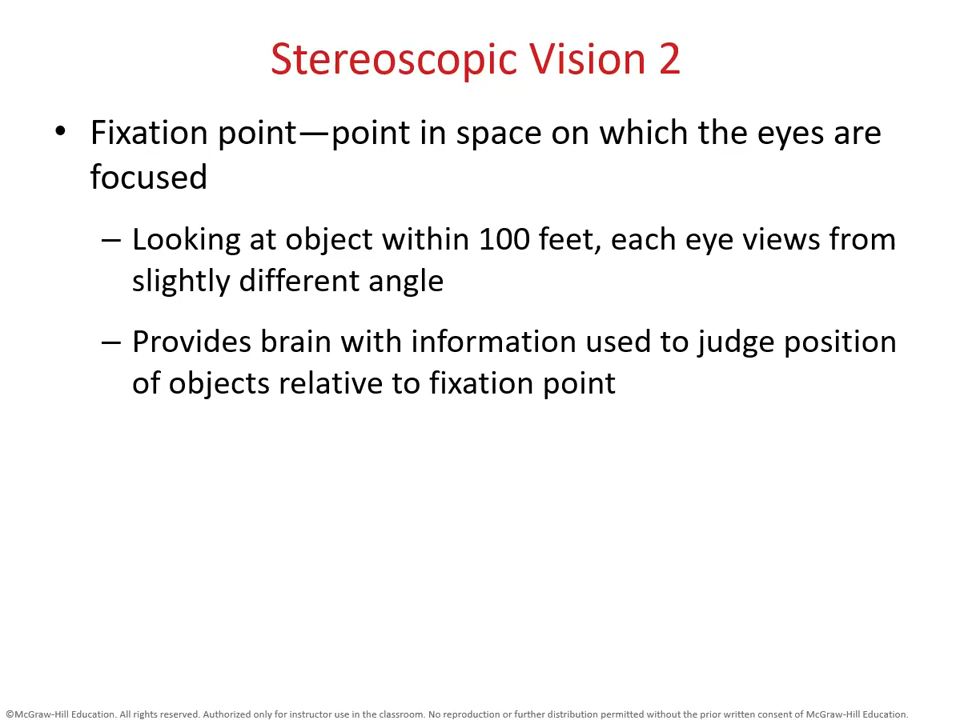 Stereoscopic Vision 2
• Fixation point—point in space on which the eyes are
focused
– Looking at object within 100 feet, each eye views from
slightly different angle
– Provides brain with information used to judge position
of objects relative to fixation point
©McGraw-Hill Education. All rights reserved. Authorized only for instructor use in the classroom. No reproduction or further distribution permitted without the prior written consent of McGraw-Hill Education.